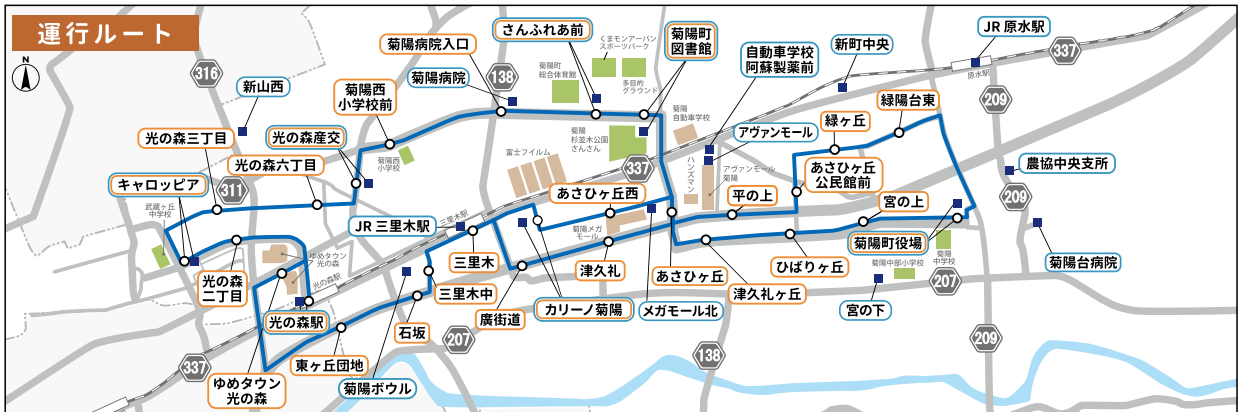 運行ルート
N
316
新山西
光の森三丁目
光の森六丁目
311
キャロッピア
武蔵ヶ丘
中学校
光の森
二丁目
ゆめタウン
光の森
光の森駅
光の森駅
337
ゆめタウン
光の森
東ヶ丘団地
菊陽ボウル
石坂
207
菊陽西
小学校前
光の森産交
菊陽西
小学校
菊陽病院入口
菊陽病院
138
JR 三里木駅
三里木駅
三里木
三里木中
廣街道
富士フイルム
さんふれあ前
菊陽町
総合体育館
くまモンアーバン
スポーツパーク
多目的
グラウンド
菊陽町
図書館
菊陽
杉並木公園
さんさん
337
菊陽
自動車学校
あさひヶ丘西
菊陽メガ
モール
津久礼
カリーノ菊陽
メガモール北
あさひヶ丘
138
自動車学校
阿蘇製薬前
アヴァンモール
ハンズマン
アヴァンモール
菊陽
平の上
津久礼ヶ丘
ひばりヶ丘
新町中央
緑ヶ丘
緑陽台東
あさひヶ丘
公民館前
宮の上
菊陽町役場
菊陽
中学校
菊陽中部小学校
宮の下
207
JR 原水駅
原水駅
337
209
農協中央支所
209
菊陽台病院
209